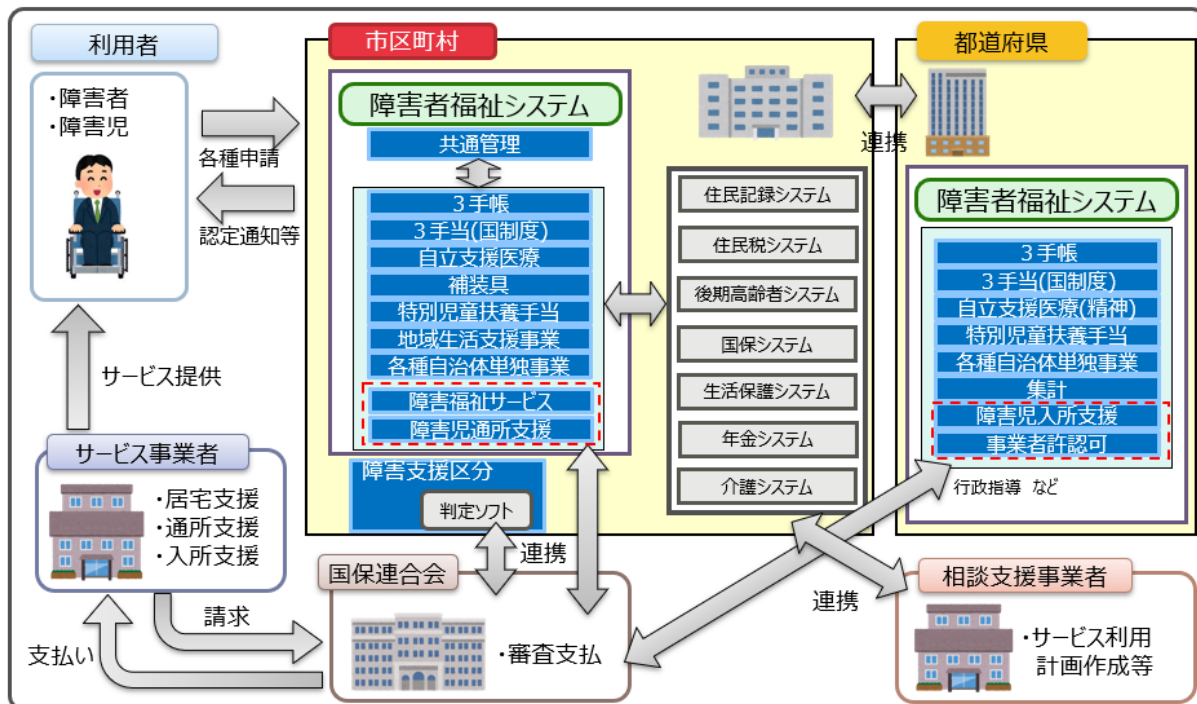 利用者
・障害者
・障害児
各種申請
認定通知等
サービス提供
サービス事業者
・居宅支援
・通所支援
・入所支援
請求
支払い
市区町村
障害者福祉システム
共通管理
3手帳
3手当(国制度)
自立支援医療
補装具
特別児童扶養手当
地域生活支援事業
各種自治体単独事業
障害福祉サービス
障害児通所支援
障害支援区分
判定ソフト
連携
住民記録システム
住民税システム
後期高齢者システム
国保システム
生活保護システム
年金システム
介護システム
国保連合会
・審査支払
連携
都道府県
障害者福祉システム
3手帳
3手当(国制度)
自立支援医療(精神)
特別児童扶養手当
各種自治体単独事業
集計
障害児入所支援
事業者許認可
行政指導 など
連携
相談支援事業者
・サービス利用
計画作成等